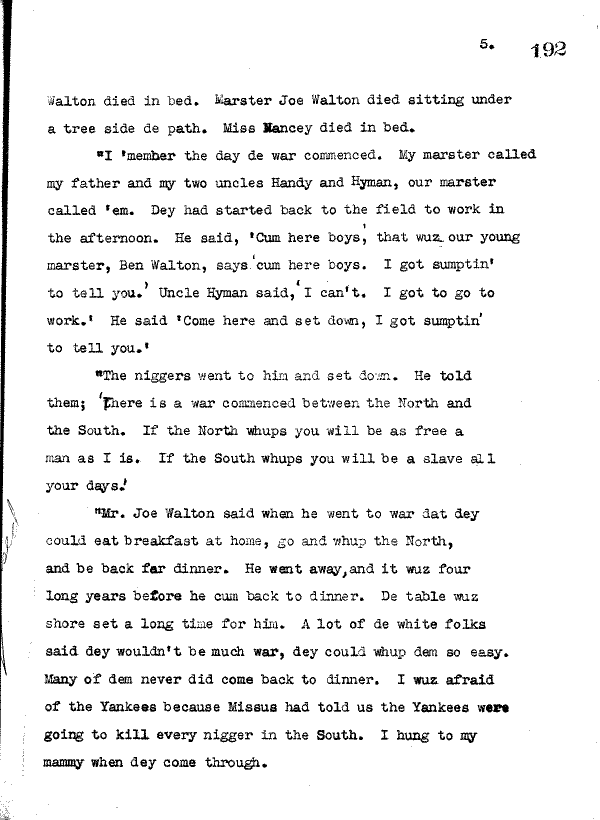 5. 192
Walton died in bed. Marster Joe Walton died sitting under
a tree side de path. Miss Nancey died in bed.
"I 'member the day de war commenced. My marster called
my father and my two uncles Handy and Hyman, our marster
called 'em. Dey had started back to the field to work in
the afternoon. He said, 'Cum here boys,' that wuz our young
marster, Ben Walton, says 'cum here boys. I got sumptin'
to tell you.' Uncle Hyman said, 'I can't. I got to go to
work.' He said 'Come here and set down, I got sumptin'
to tell you.'
"The niggers went to him and set down. He told
them; 'There is a war commenced between the North and
the South. If the North whups you will be as free a
man as I is. If the South whups you will be a slave all
your days.'
"Mr. Joe Walton said when he went to war dat dey
could eat breakfast at home, go and whup the North,
and be back far dinner. He went away, and it wuz four
long years before he cum back to dinner. De table wuz
shore set a long time for him. A lot of de white folks
said dey wouldn't be much war, dey could whup dem so easy.
Many of dem never did come back to dinner. I wuz afraid
of the Yankees because Missus had told us the Yankees were
going to kill every nigger in the South. I hung to my
mammy when dey come through.